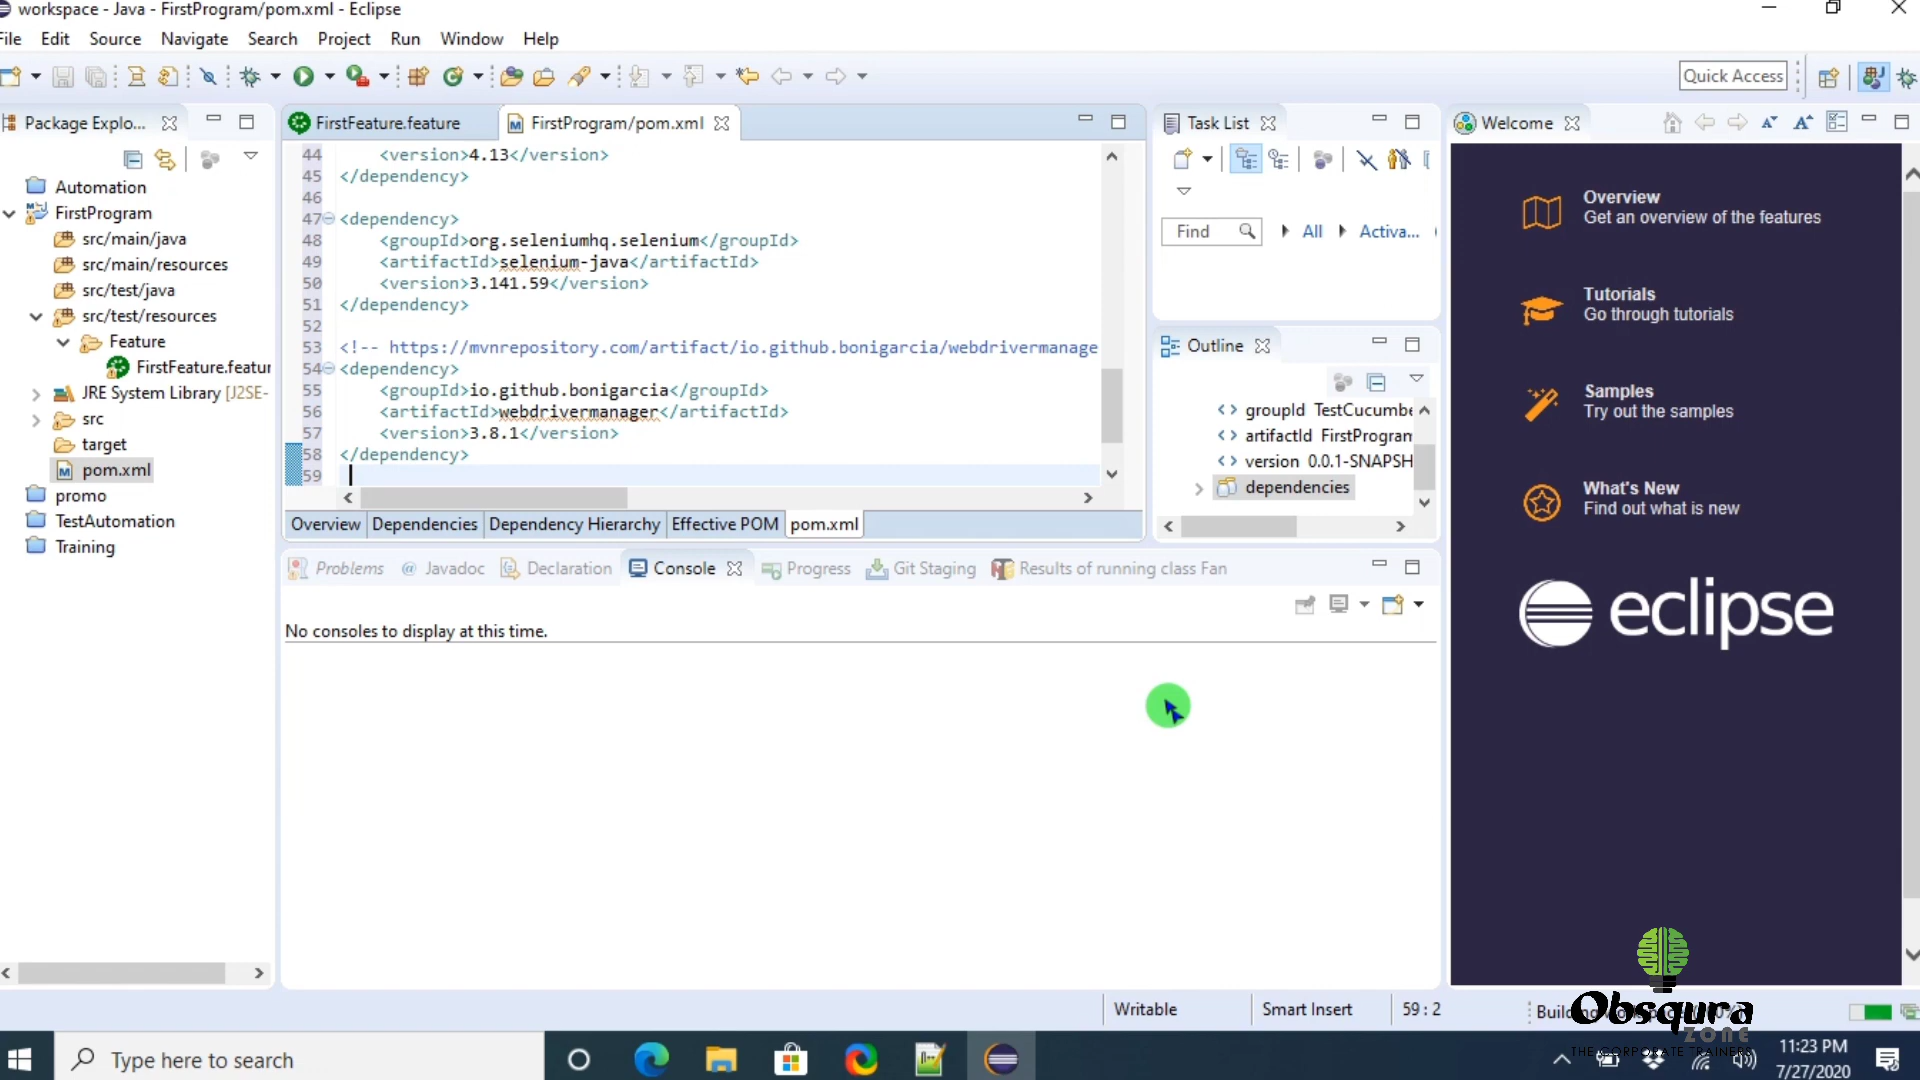 workspace - Java - FirstProgram/pom.xml - Eclipse
File Edit Source Navigate Search Project Run Window Help
Quick Access
Package Explo...
Automation
FirstProgram
src/main/java
src/main/resources
src/test/java
src/test/resources
Feature
FirstFeature.featur
JRE System Library [J2SE-
src
target
pom.xml
promo
TestAutomation
Training
FirstFeature.feature
FirstProgram/pom.xml
44 <version>4.13</version>
45 </dependency>
46
47 <dependency>
48 <groupId>org.seleniumhq.selenium</groupId>
49 <artifactId>selenium-java</artifactId>
50 <version>3.141.59</version>
51 </dependency>
52
53 <!-- https://mvnrepository.com/artifact/io.github.bonigarcia/webdrivermanage
54 <dependency>
55 <groupId>io.github.bonigarcia</groupId>
56 <artifactId>webdrivermanager</artifactId>
57 <version>3.8.1</version>
58 </dependency>
59
Overview Dependencies Dependency Hierarchy Effective POM pom.xml
Task List
Find All Activa...
Outline
groupId TestCucumbe
artifactId FirstProgram
version 0.0.1-SNAPSH
dependencies
Welcome
Overview
Get an overview of the features
Tutorials
Go through tutorials
Samples
Try out the samples
What's New
Find out what is new
eclipse
Problems @ Javadoc Declaration Console Progress Git Staging Results of running class Fan
No consoles to display at this time.
Writable Smart Insert 59 : 2
Obsqura
ZONE
THE CORPORATE TRAINERS
Type here to search
11:23 PM
7/27/2020